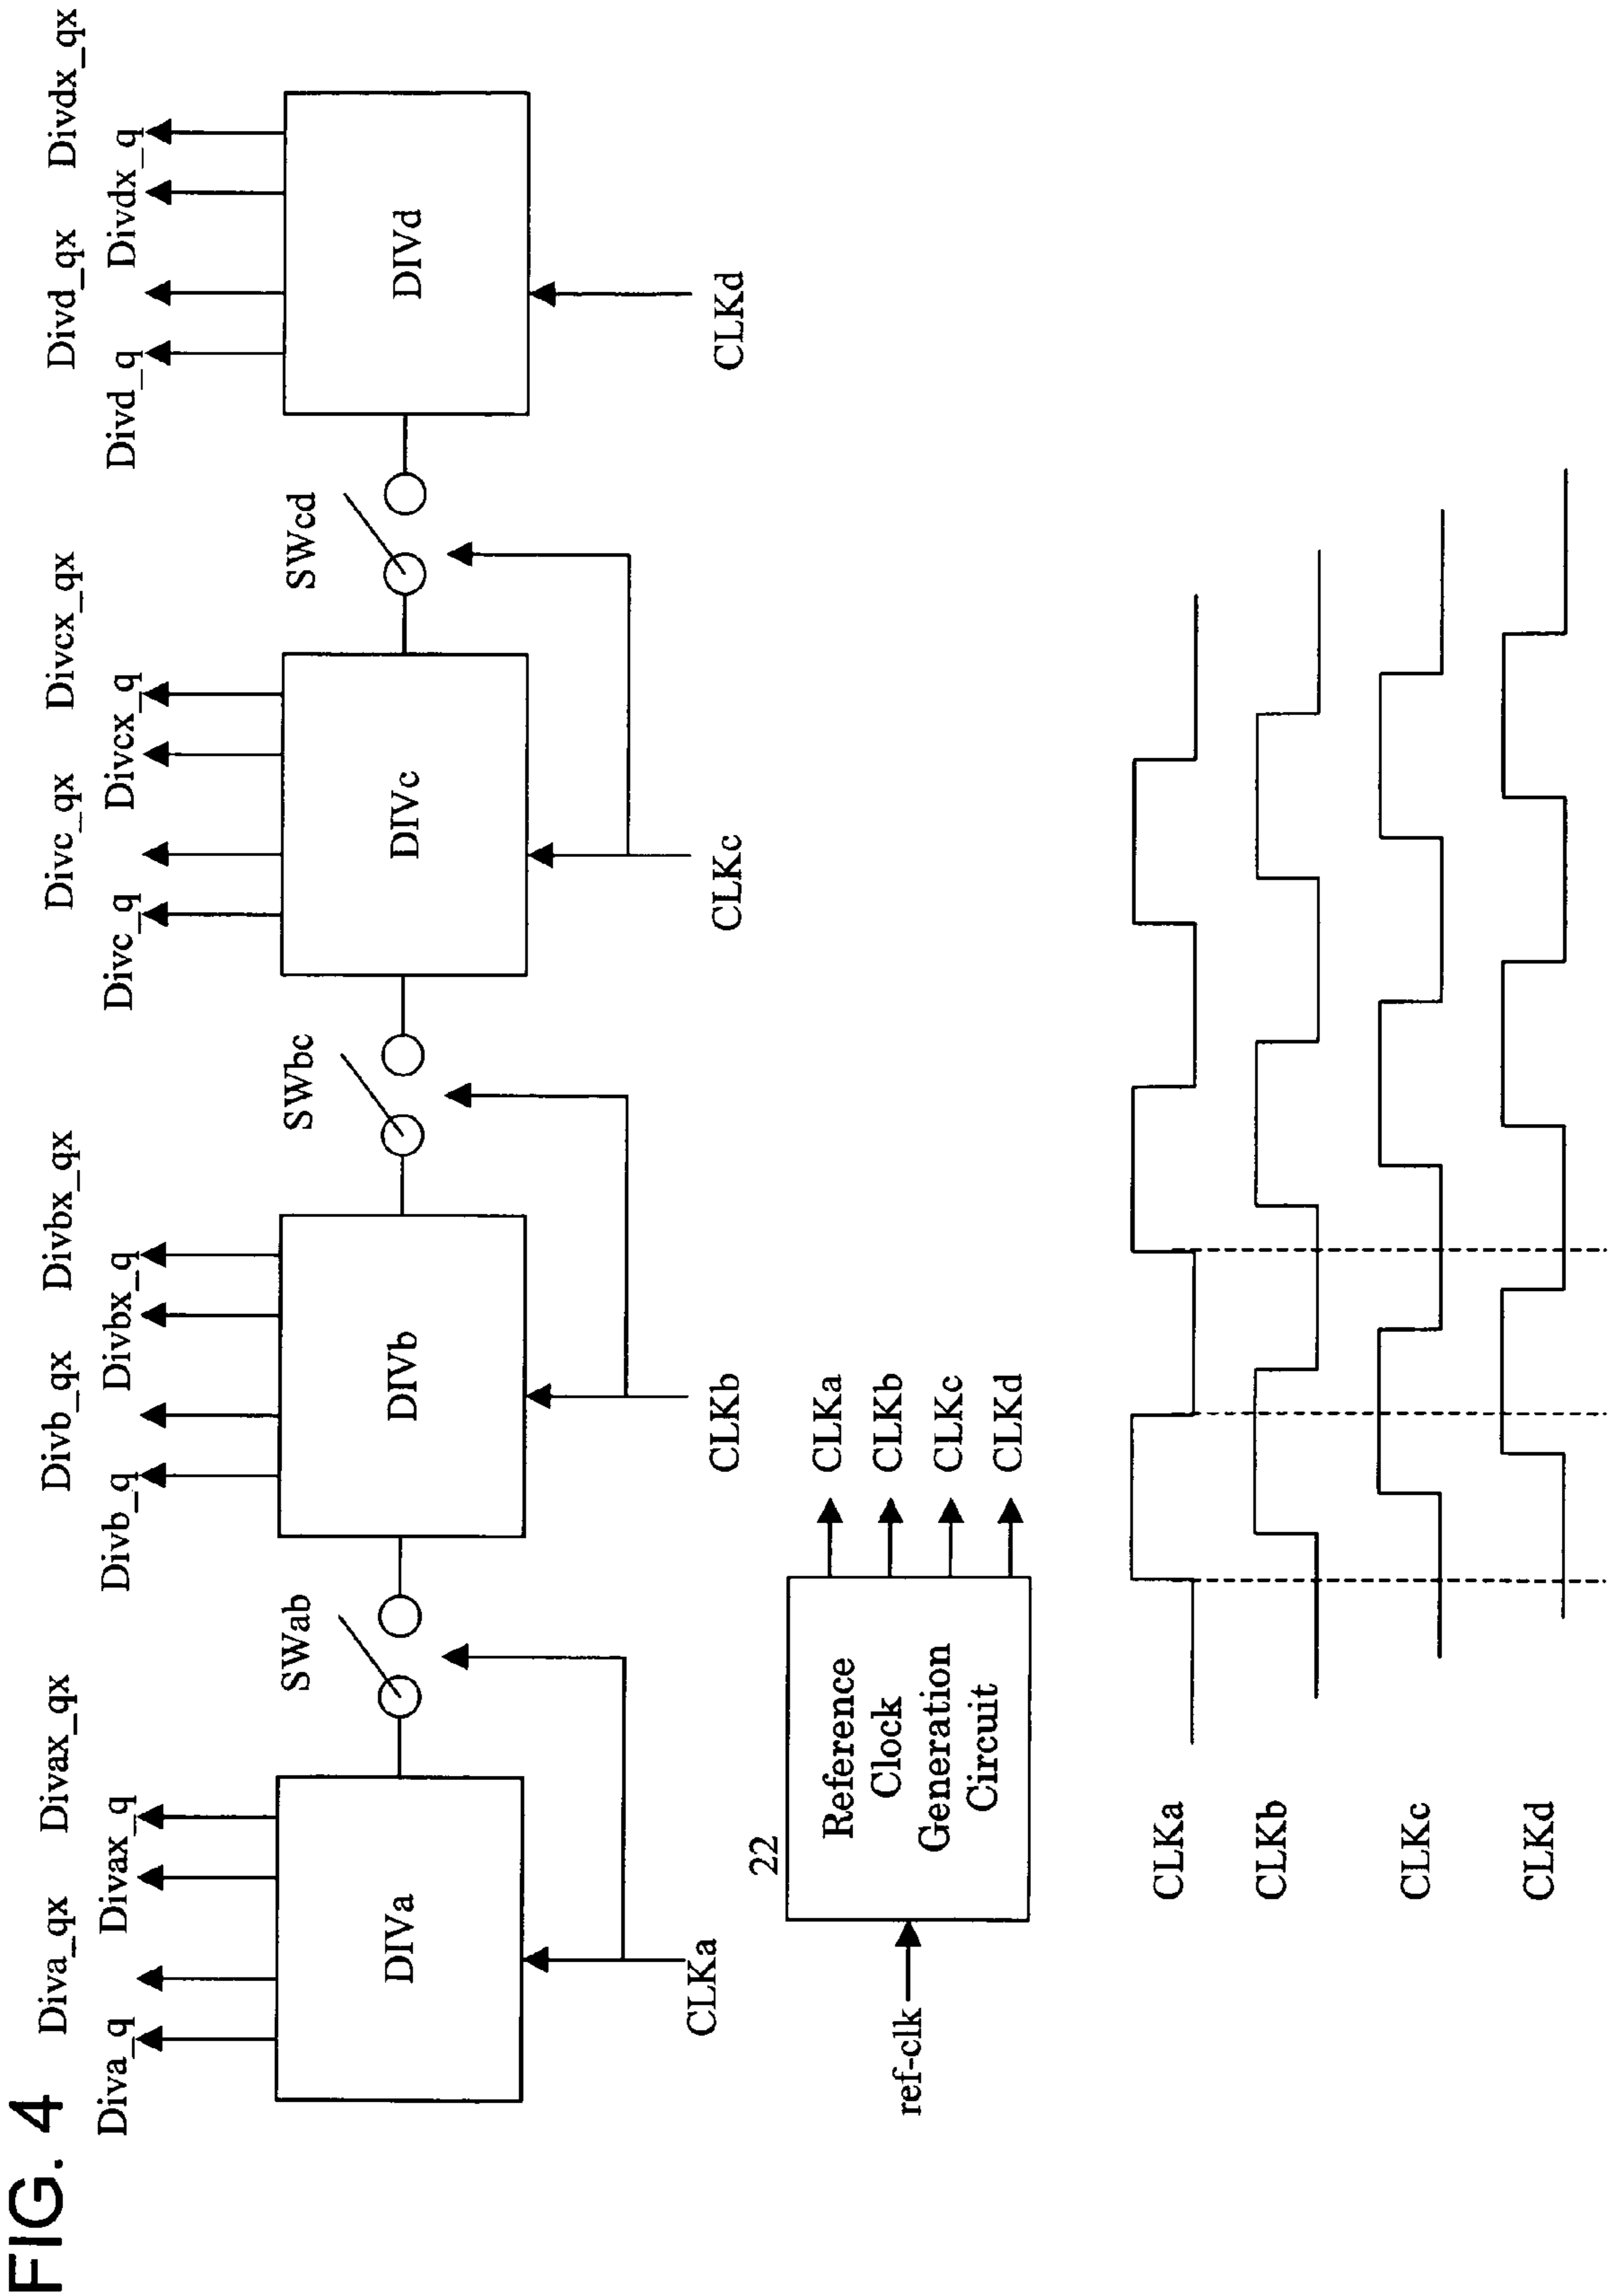 FIG. 4
Diva_qx
Divax_qx
Divb_qx
Divbx_qx
Divc_qx
Divcx_qx
Divd_qx
Divdx_qx
Diva_q
Divax_q
Divb_q
Divbx_q
Divc_q
Divcx_q
Divd_q
Divdx_q
SWab
SWbc
SWcd
DIVa
DIVb
DIVc
DIVd
CLKa
CLKb
CLKc
CLKd
22
ref-clk
Reference
Clock
Generation
Circuit
CLKa
CLKb
CLKc
CLKd
CLKa
CLKb
CLKc
CLKd